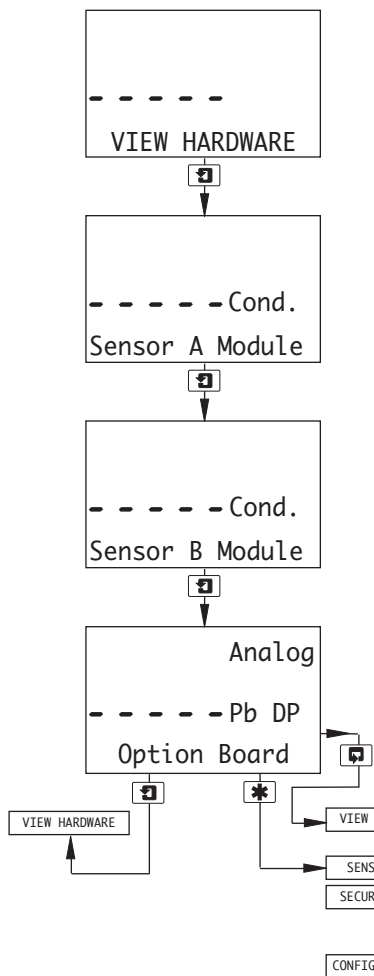 – – – – –
VIEW HARDWARE
– – – – – Cond.
Sensor A Module
– – – – – Cond.
Sensor B Module
Analog
– – – – – Pb DP
Option Board
VIEW HARDWARE
VIEW
SENS
SECUR
CONFIG